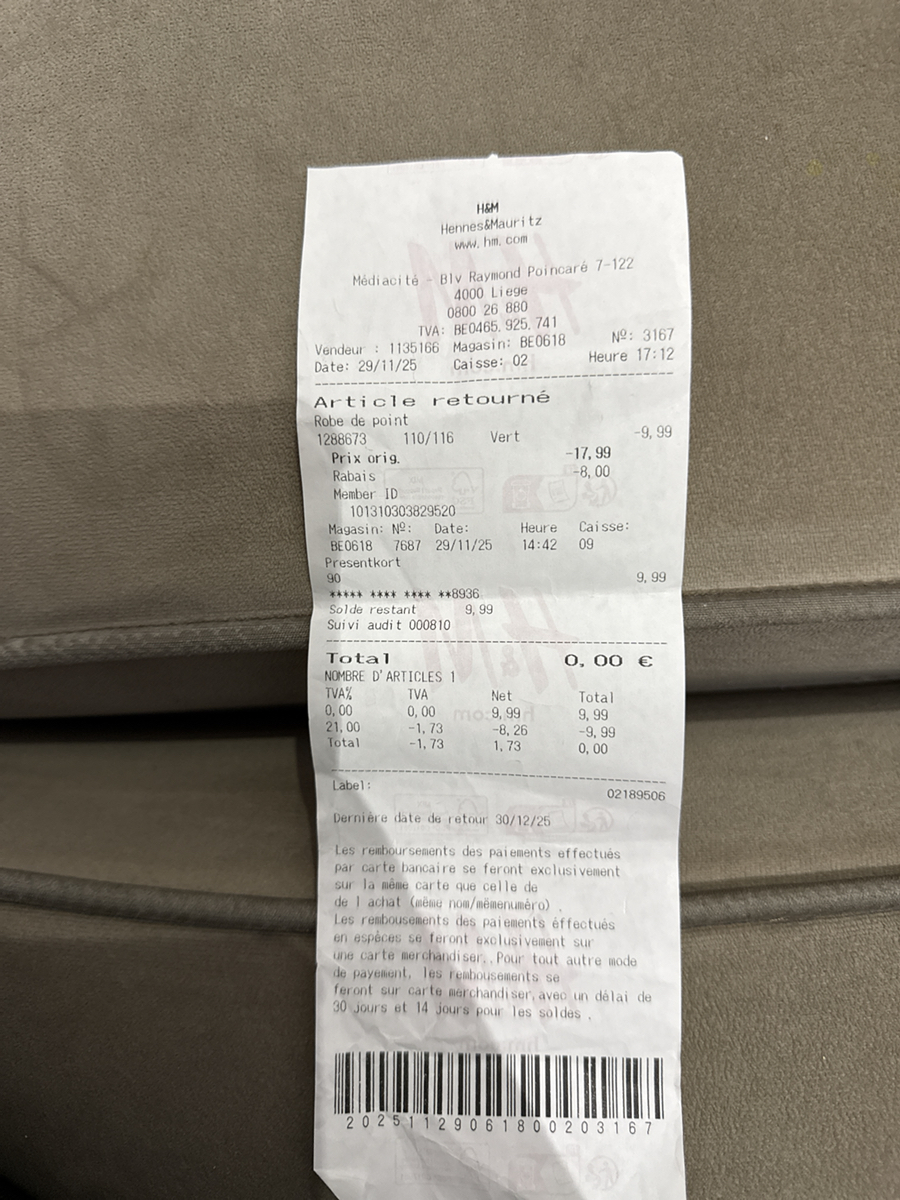 H&M
Hennes&Mauritz
www.hm.com
Médiacité - Blv Raymond Poincaré 7-122
4000 Liege
0800 26 880
TVA: BE0465.925.741
Vendeur : 1135166 Magasin: BE0618 Nº: 3167
Date: 29/11/25 Caisse: 02 Heure 17:12
Article retourné
Robe de point
1288673 110/116 Vert -9,99
Prix orig. -17,99
Rabais -8,00
Member ID
101310303829520
Magasin: Nº: Date: Heure Caisse:
BE0618 7687 29/11/25 14:42 09
Presentkort
90 9,99
***** **** **** **8936
Solde restant 9,99
Suivi audit 000810
Total 0,00 €
NOMBRE D'ARTICLES 1
TVA% TVA Net Total
0,00 0,00 9,99 9,99
21,00 -1,73 -8,26 -9,99
Total -1,73 1,73 0,00
Label: 02189506
Dernière date de retour 30/12/25
Les remboursements des paiements effectués
par carte bancaire se feront exclusivement
sur la même carte que celle de
de l achat (même nom/mêmenuméro) .
Les rembousements des paiements éffectués
en espèces se feront exclusivement sur
une carte merchandiser..Pour tout autre mode
de payement, les rembousements se
feront sur carte merchandiser,avec un délai de
30 jours et 14 jours pour les soldes .
20251129061800203167